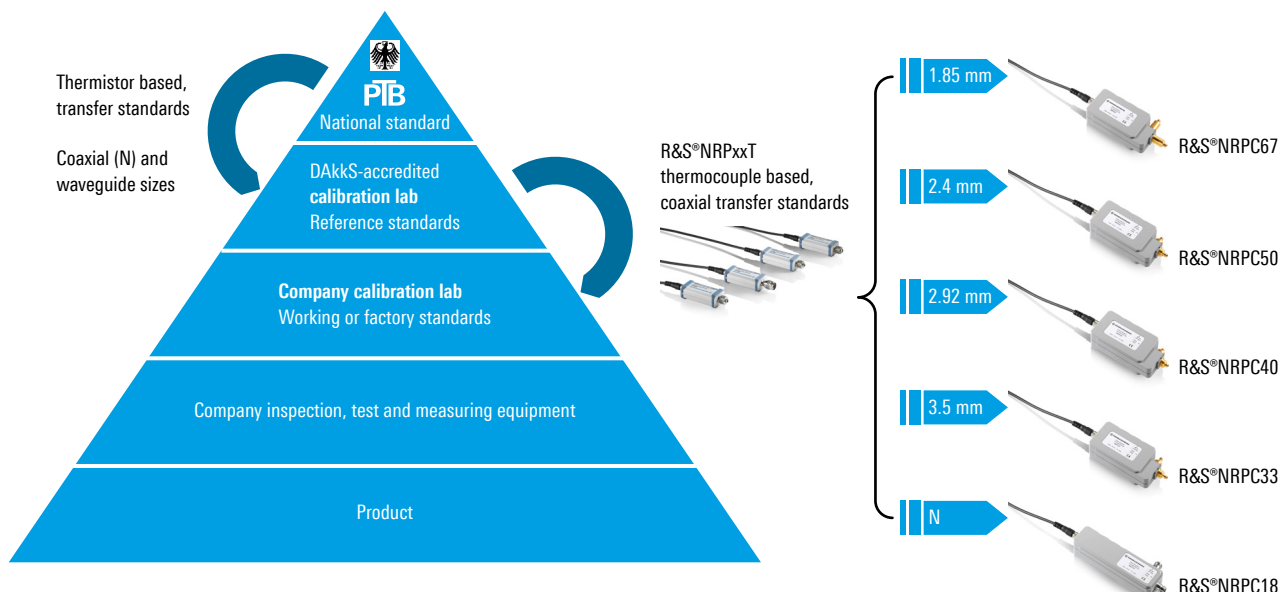 Thermistor based,
transfer standards
Coaxial (N) and
waveguide sizes
PTB
National standard
DAkkS-accredited
calibration lab
Reference standards
Company calibration lab
Working or factory standards
Company inspection, test and measuring equipment
Product
R&S®NRPxxT
thermocouple based,
coaxial transfer standards
1.85 mm
R&S®NRPC67
2.4 mm
R&S®NRPC50
2.92 mm
R&S®NRPC40
3.5 mm
R&S®NRPC33
N
R&S®NRPC18